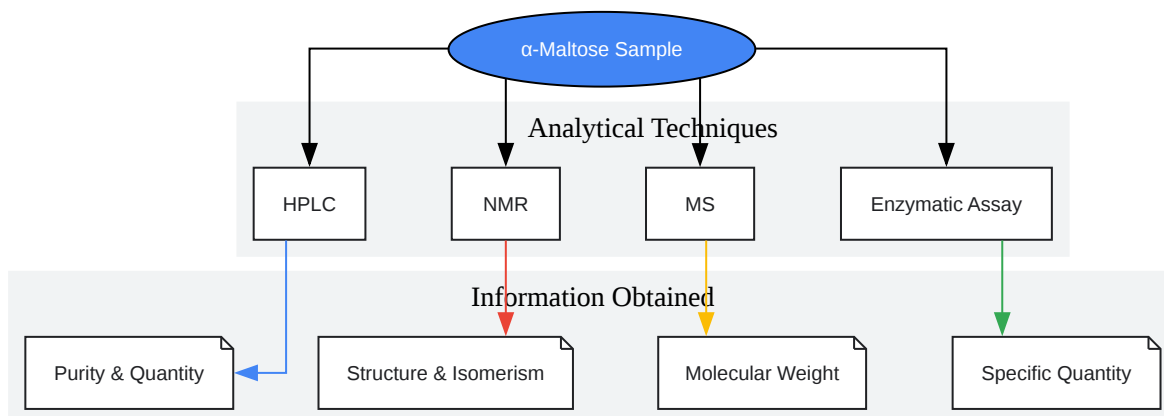 α-Maltose Sample
Analytical Techniques
HPLC
NMR
MS
Enzymatic Assay
Information Obtained
Purity & Quantity
Structure & Isomerism
Molecular Weight
Specific Quantity